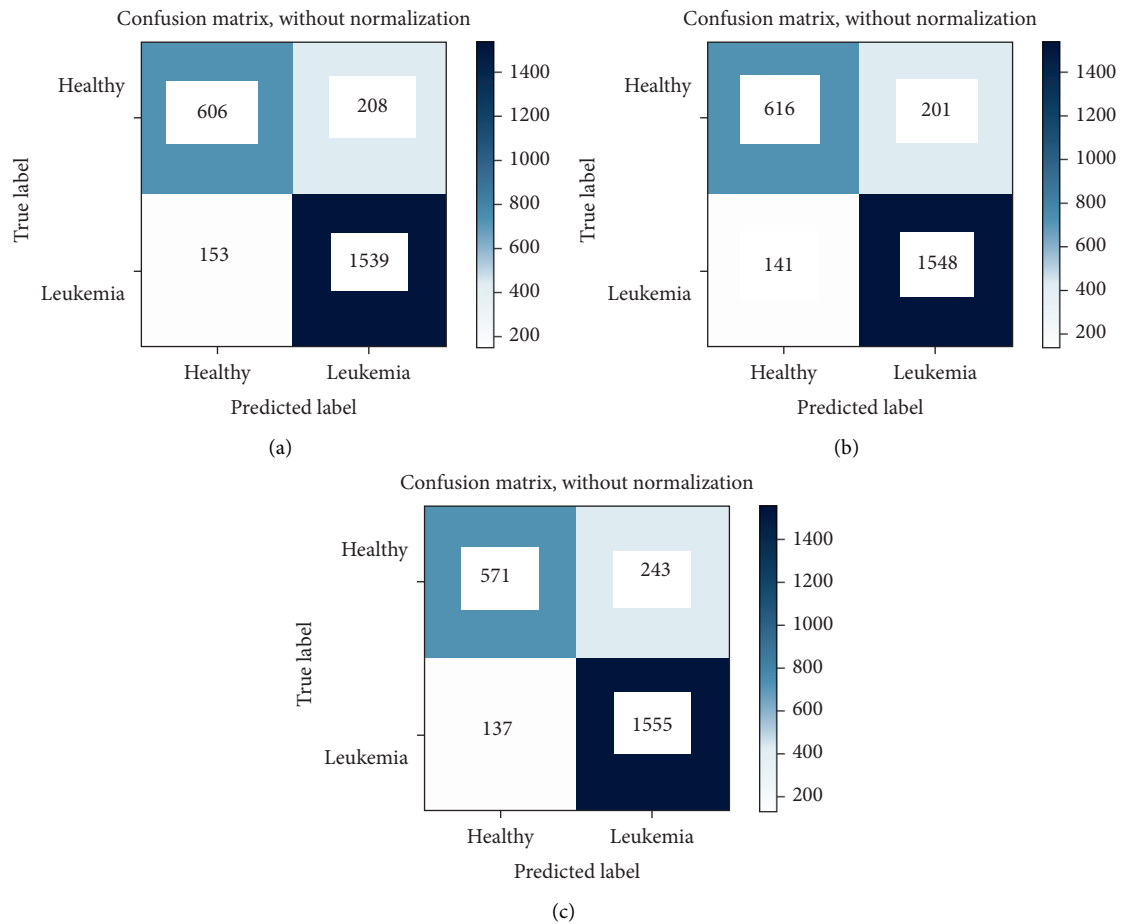 Confusion matrix, without normalization
Healthy
Leukemia
True label
606
208
153
1539
Healthy
Leukemia
Predicted label
1400
1200
1000
800
600
400
200
(a)
Confusion matrix, without normalization
Healthy
Leukemia
True label
616
201
141
1548
Healthy
Leukemia
Predicted label
1400
1200
1000
800
600
400
200
(b)
Confusion matrix, without normalization
Healthy
Leukemia
True label
571
243
137
1555
Healthy
Leukemia
Predicted label
1400
1200
1000
800
600
400
200
(c)